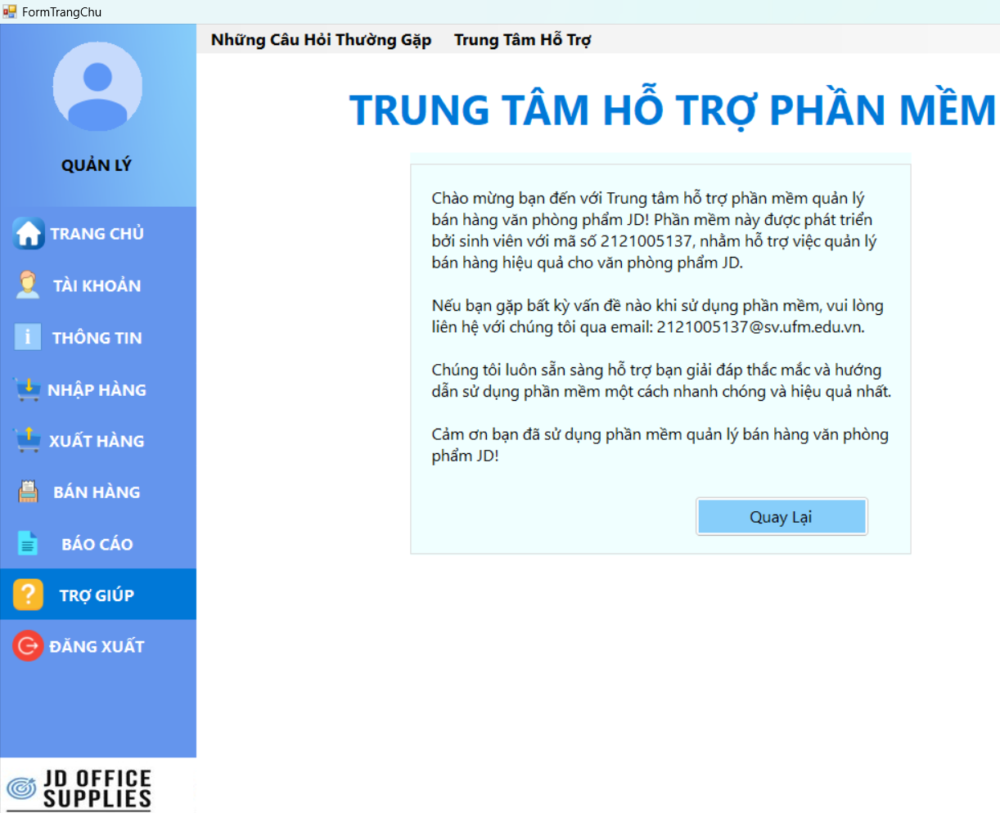 FormTrangChu
Những Câu Hỏi Thường Gặp Trung Tâm Hỗ Trợ
QUẢN LÝ
TRANG CHỦ
TÀI KHOẢN
i
THÔNG TIN
NHẬP HÀNG
XUẤT HÀNG
BÁN HÀNG
BÁO CÁO
?
TRỢ GIÚP
ĐĂNG XUẤT
JD OFFICE
SUPPLIES
TRUNG TÂM HỖ TRỢ PHẦN MỀM
Chào mừng bạn đến với Trung tâm hỗ trợ phần mềm quản lý
bán hàng văn phòng phẩm JD! Phần mềm này được phát triển
bởi sinh viên với mã số 2121005137, nhằm hỗ trợ việc quản lý
bán hàng hiệu quả cho văn phòng phẩm JD.
Nếu bạn gặp bất kỳ vấn đề nào khi sử dụng phần mềm, vui lòng
liên hệ với chúng tôi qua email: 2121005137@sv.ufm.edu.vn.
Chúng tôi luôn sẵn sàng hỗ trợ bạn giải đáp thắc mắc và hướng
dẫn sử dụng phần mềm một cách nhanh chóng và hiệu quả nhất.
Cảm ơn bạn đã sử dụng phần mềm quản lý bán hàng văn phòng
phẩm JD!
Quay Lại